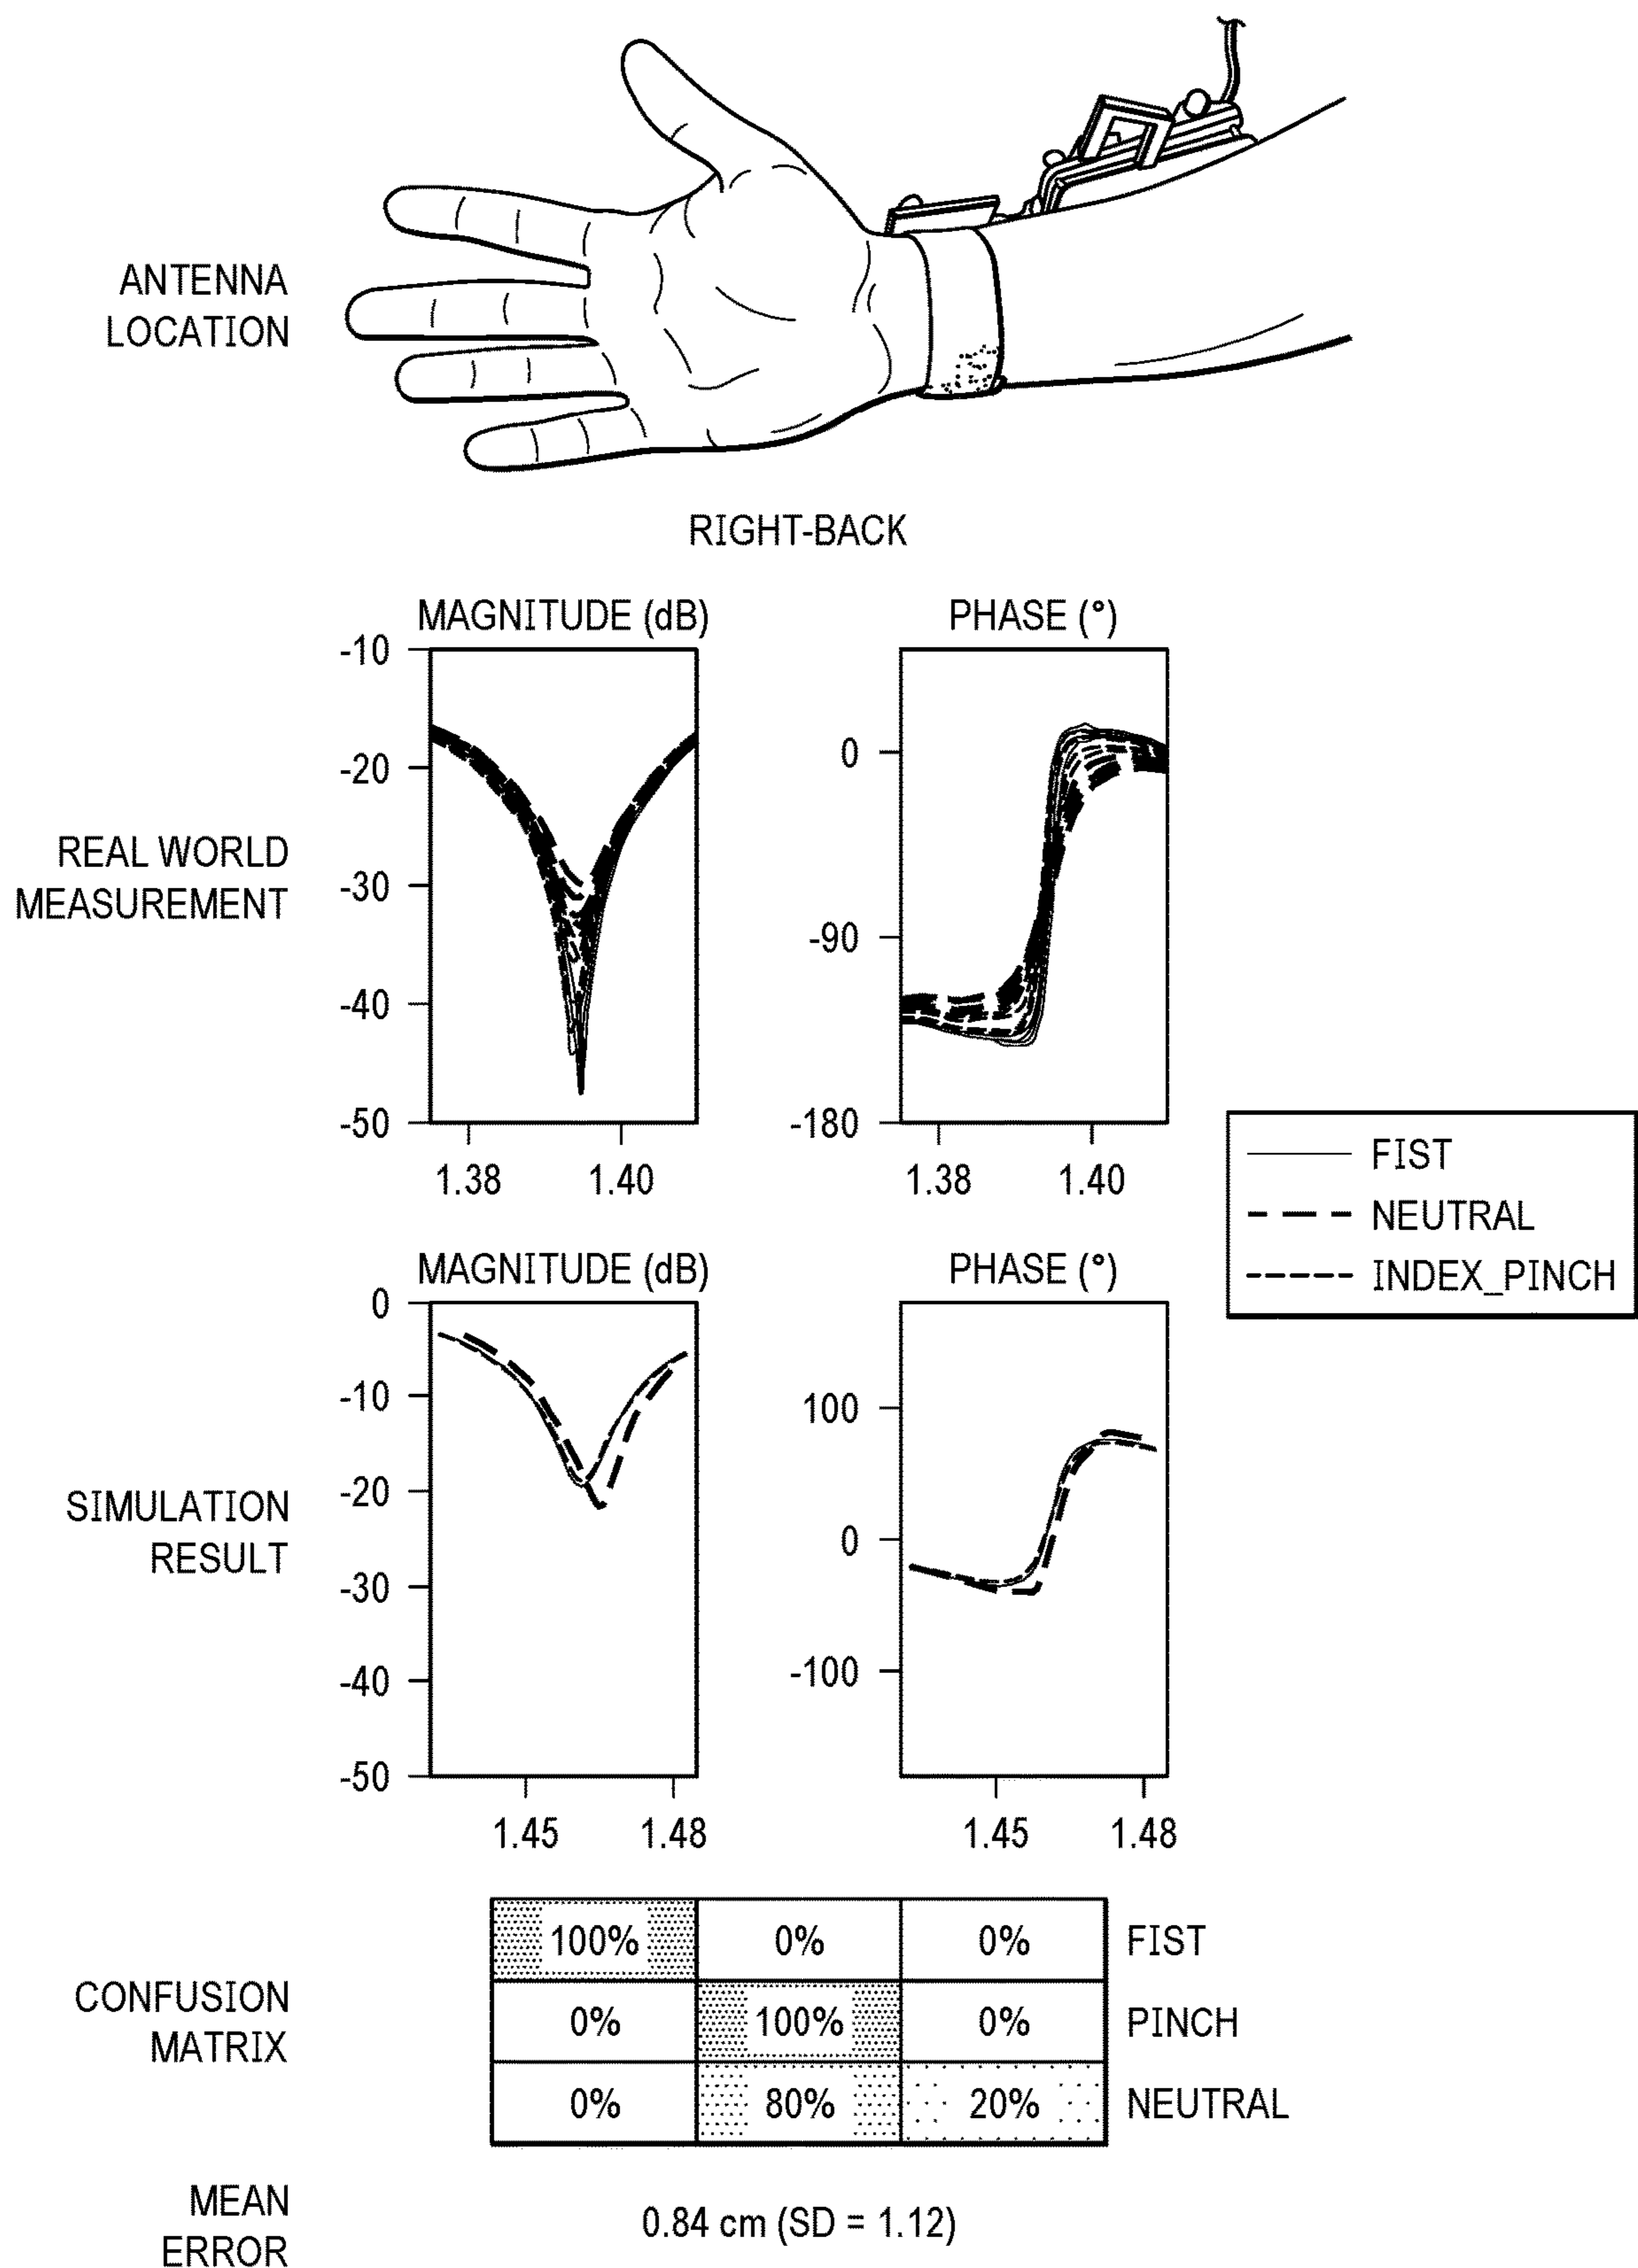 ANTENNA
LOCATION
RIGHT-BACK
MAGNITUDE (dB)
PHASE (°)
-10
-20
-30
-40
-50
1.38
1.40
0
-90
-180
1.38
1.40
REAL WORLD
MEASUREMENT
FIST
NEUTRAL
INDEX_PINCH
MAGNITUDE (dB)
PHASE (°)
0
-10
-20
-30
-40
-50
1.45
1.48
100
0
-100
1.45
1.48
SIMULATION
RESULT
CONFUSION
MATRIX
100% 0% 0% FIST
0% 100% 0% PINCH
0% 80% 20% NEUTRAL
MEAN
ERROR
0.84 cm (SD = 1.12)